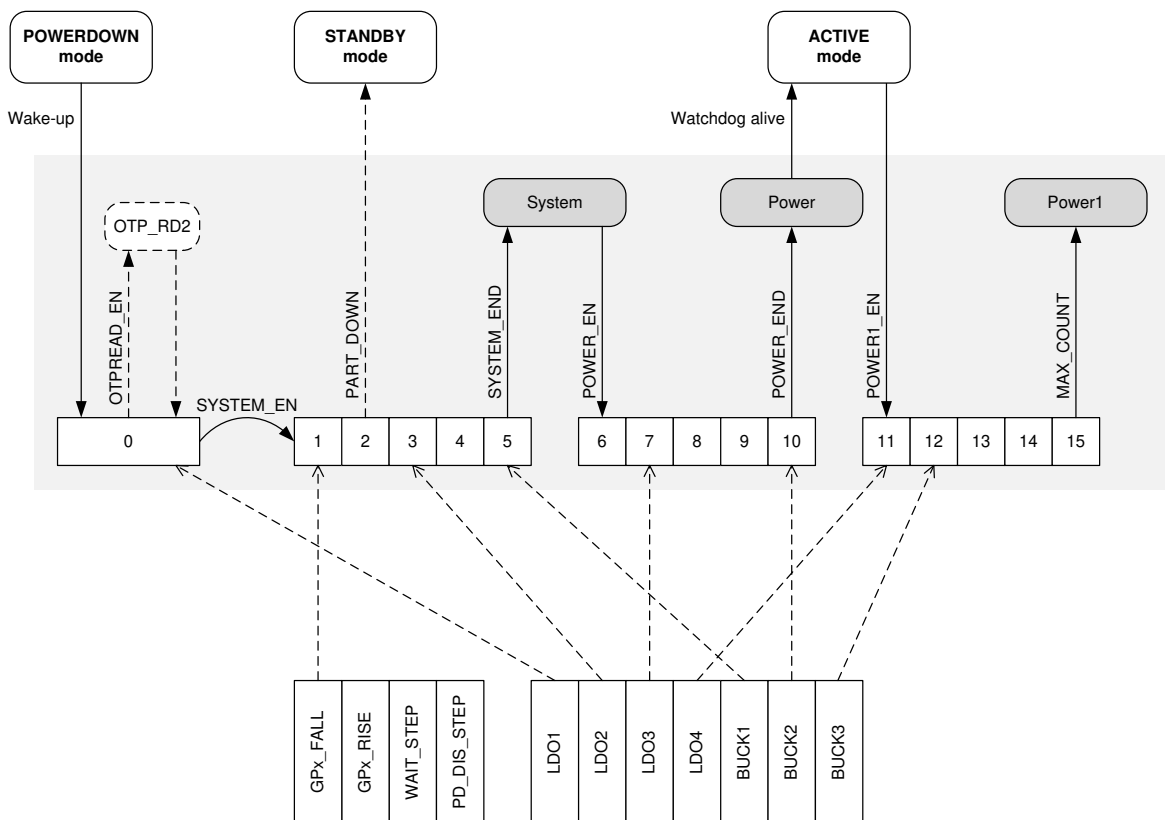 POWERDOWN
mode
STANDBY
mode
ACTIVE
mode
Wake-up
Watchdog alive
OTP_RD2
System
Power
Power1
OTPREAD_EN
PART_DOWN
SYSTEM_END
POWER_EN
POWER_END
POWER1_EN
MAX_COUNT
SYSTEM_EN
0 1 2 3 4 5 6 7 8 9 10 11 12 13 14 15
GPx_FALL
GPx_RISE
WAIT_STEP
PD_DIS_STEP
LDO1
LDO2
LDO3
LDO4
BUCK1
BUCK2
BUCK3